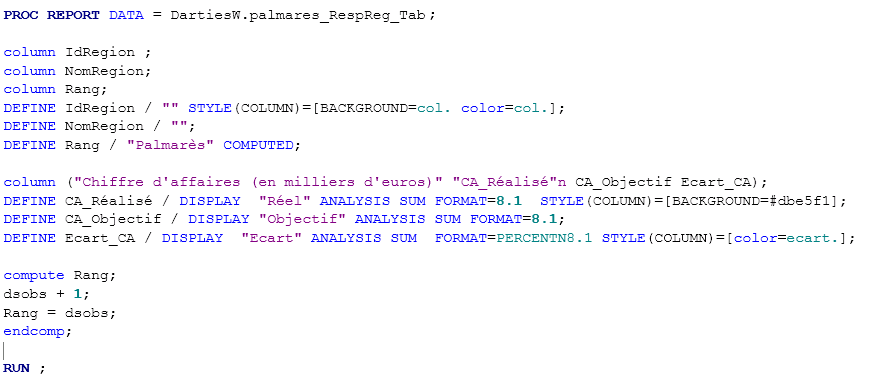 PROC REPORT DATA = DartiesW.palmares_RespReg_Tab;
column IdRegion ;
column NomRegion;
column Rang;
DEFINE IdRegion / "" STYLE(COLUMN)=[BACKGROUND=col. color=col.];
DEFINE NomRegion / "";
DEFINE Rang / "Palmarès" COMPUTED;
column ("Chiffre d'affaires (en milliers d'euros)" "CA_Réalisé"n CA_Objectif Ecart_CA);
DEFINE CA_Réalisé / DISPLAY "Réel" ANALYSIS SUM FORMAT=8.1 STYLE(COLUMN)=[BACKGROUND=#dbe5f1];
DEFINE CA_Objectif / DISPLAY "Objectif" ANALYSIS SUM FORMAT=8.1;
DEFINE Ecart_CA / DISPLAY "Ecart" ANALYSIS SUM FORMAT=PERCENTN8.1 STYLE(COLUMN)=[color=ecart.];
compute Rang;
dsobs + 1;
Rang = dsobs;
endcomp;
RUN ;